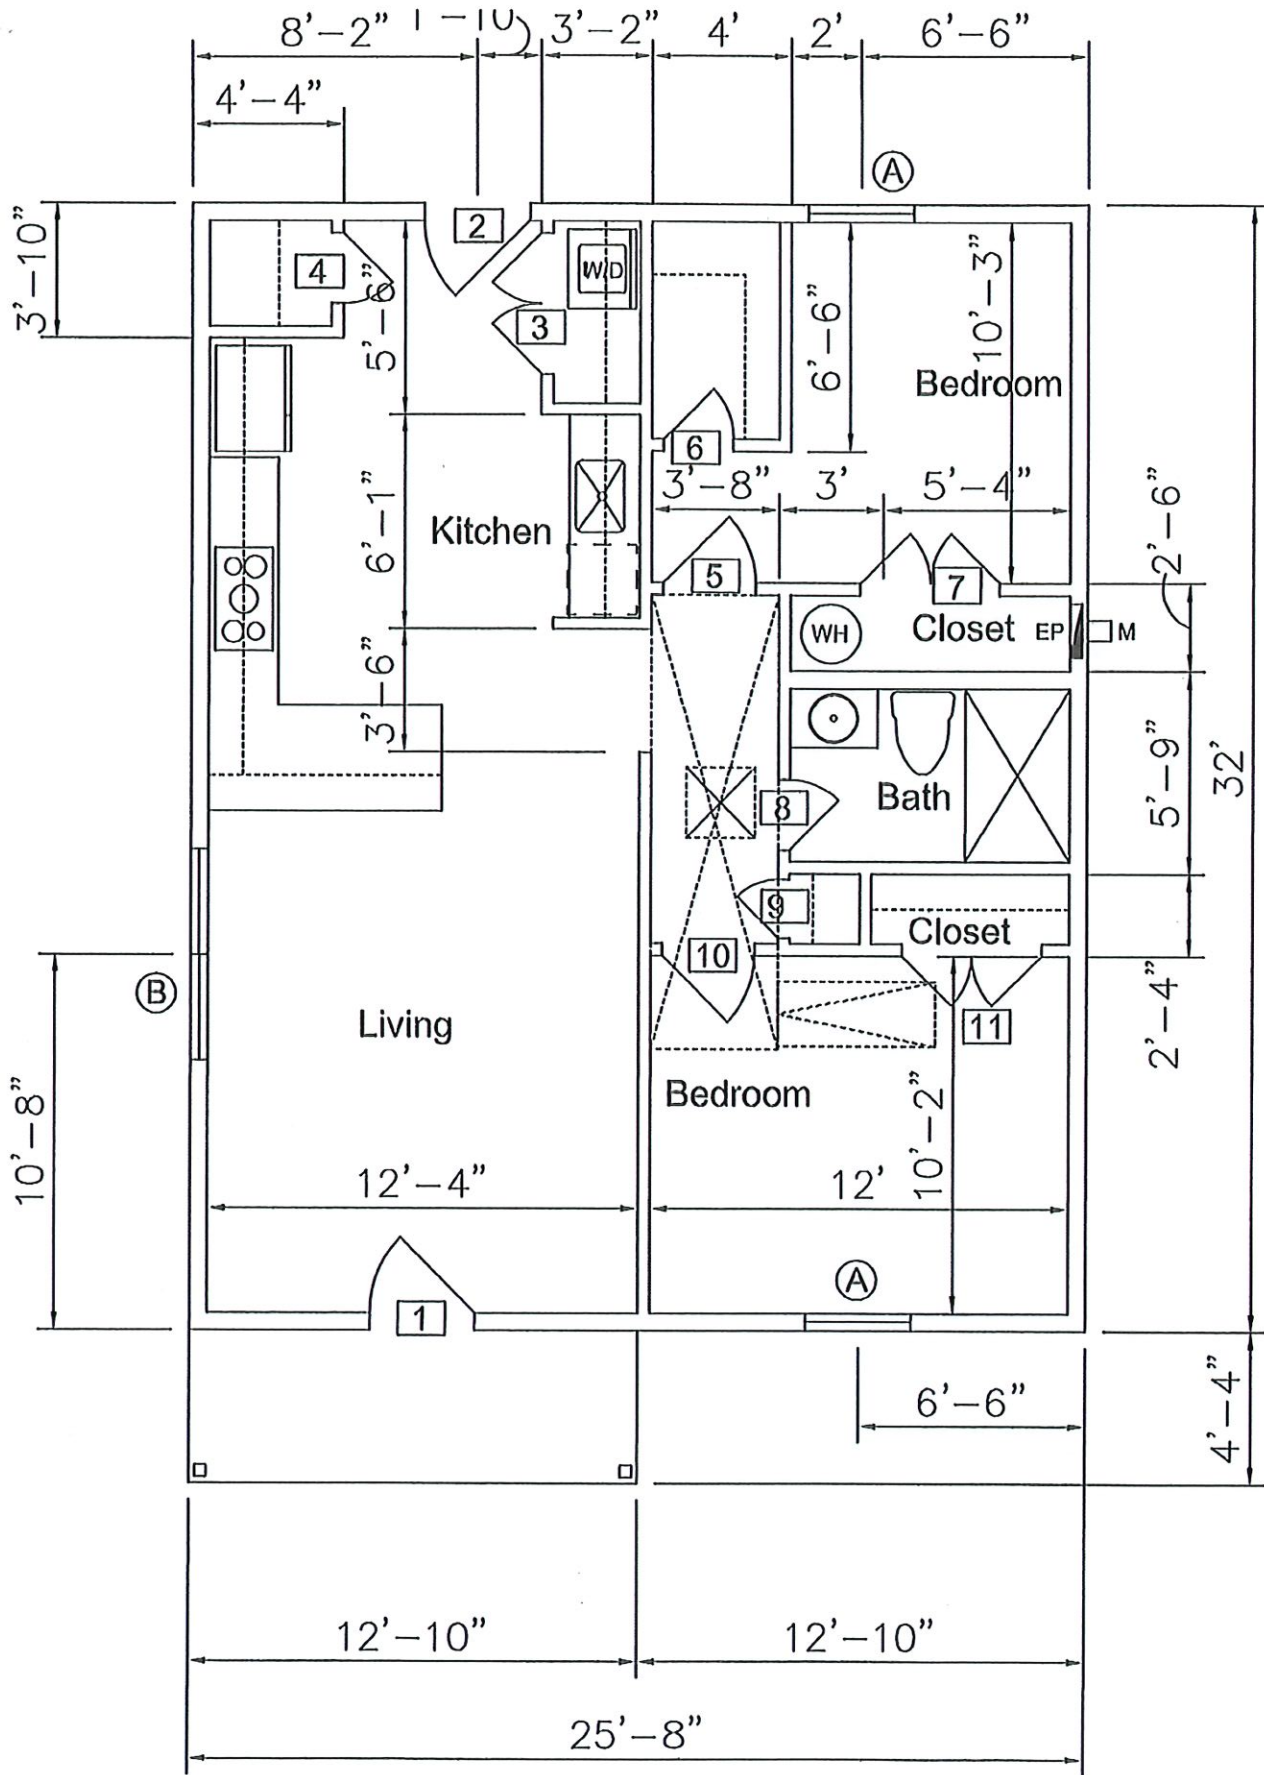 8'-2" 1'-10 3'-2" 4' 2' 6'-6"
4'-4"
A
3'-10"
2
4
W/D
3
5'-6"
6'-6"
10'-3"
Bedroom
6
3'-8" 3' 5'-4"
Kitchen
6'-1"
2'-6"
5
7
WH
Closet
EP
M
3'-6"
5'-9"
32'
8
Bath
9
Closet
10
B
Living
11
2'-4"
Bedroom
10'-8"
10'-2"
12'-4"
12'
A
1
6'-6"
4'-4"
12'-10" 12'-10"
25'-8"